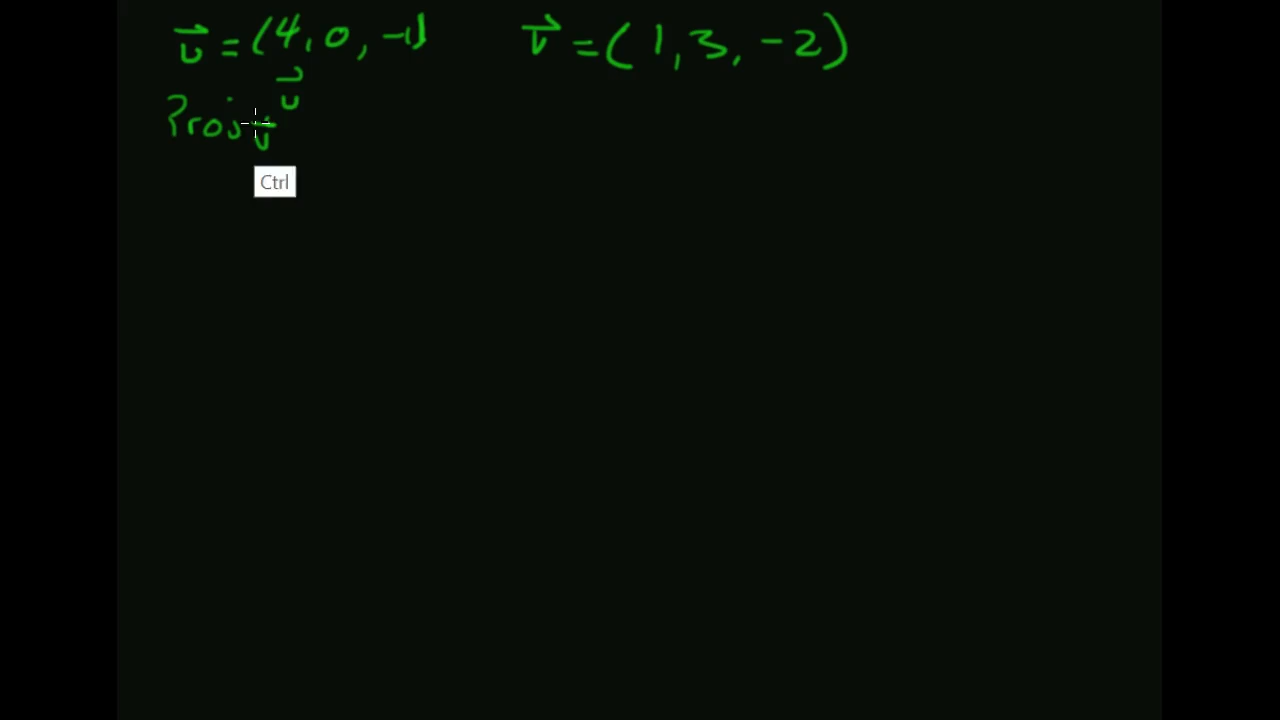 u⃗ = (4, 0, -1) v⃗ = (1, 3, -2)
Proj v⃗ u⃗
Ctrl